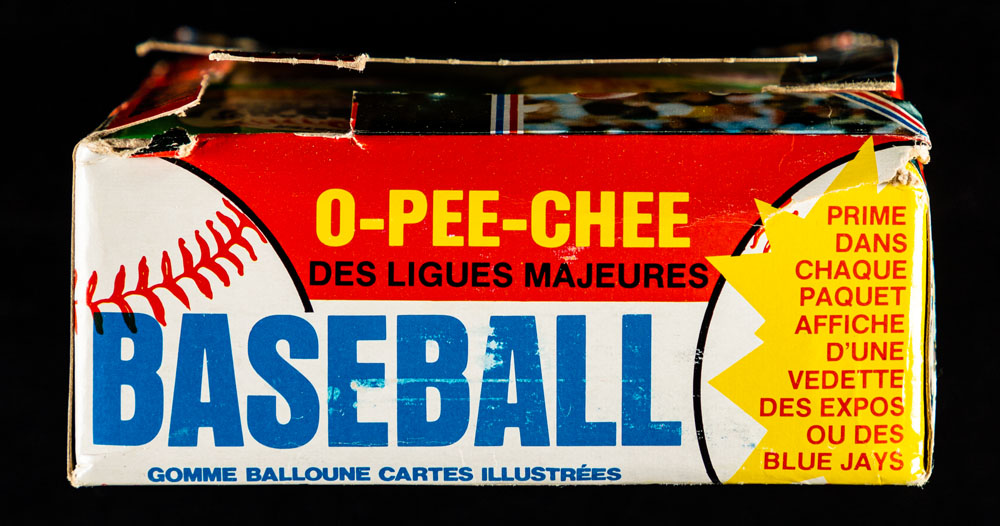 O-PEE-CHEE
DES LIGUES MAJEURES
BASEBALL
GOMME BALLOUNE CARTES ILLUSTRÉES
PRIME
DANS
CHAQUE
PAQUET
AFFICHE
D'UNE
VEDETTE
DES EXPOS
OU DES
BLUE JAYS